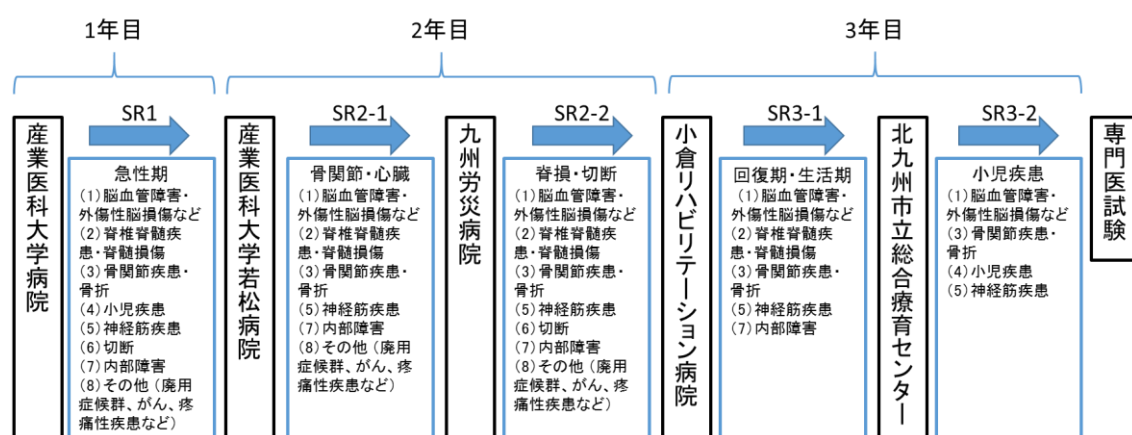 1年目
2年目
3年目
産業医科大学病院
SR1
急性期
(1)脳血管障害・
外傷性脳損傷など
(2)脊椎脊髄疾
患・脊髄損傷
(3)骨関節疾患・
骨折
(4)小児疾患
(5)神経筋疾患
(6)切断
(7)内部障害
(8)その他(廃用
症候群、がん、疼
痛性疾患など)
産業医科大学若松病院
SR2-1
骨関節・心臓
(1)脳血管障害・
外傷性脳損傷など
(2)脊椎脊髄疾
患・脊髄損傷
(3)骨関節疾患・
骨折
(5)神経筋疾患
(7)内部障害
(8)その他(廃用
症候群、がん、疼
痛性疾患など)
九州労災病院
SR2-2
脊損・切断
(1)脳血管障害・
外傷性脳損傷など
(2)脊椎脊髄疾
患・脊髄損傷
(3)骨関節疾患・
骨折
(5)神経筋疾患
(6)切断
(7)内部障害
(8)その他(廃用
症候群、がん、疼
痛性疾患など)
小倉リハビリテーション病院
SR3-1
回復期・生活期
(1)脳血管障害・
外傷性脳損傷など
(2)脊椎脊髄疾
患・脊髄損傷
(3)骨関節疾患・
骨折
(5)神経筋疾患
(7)内部障害
北九州市立総合療育センター
SR3-2
小児疾患
(1)脳血管障害・
外傷性脳損傷など
(3)骨関節疾患・
骨折
(4)小児疾患
(5)神経筋疾患
専門医試験